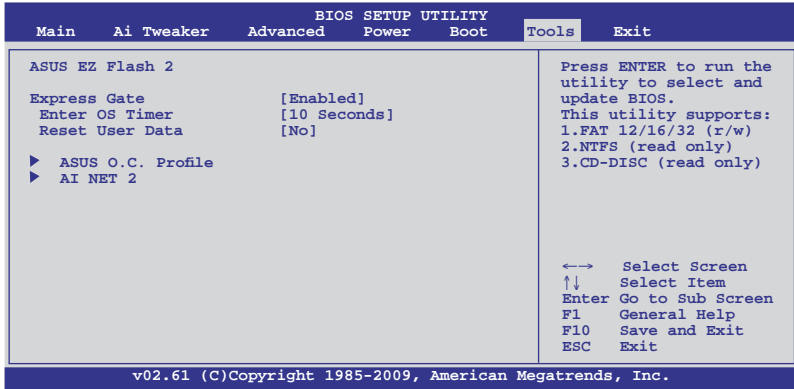 BIOS SETUP UTILITY
Main Ai Tweaker Advanced Power Boot Tools Exit
ASUS EZ Flash 2
Express Gate [Enabled]
Enter OS Timer [10 Seconds]
Reset User Data [No]
ASUS O.C. Profile
AI NET 2
Press ENTER to run the
utility to select and
update BIOS.
This utility supports:
1.FAT 12/16/32 (r/w)
2.NTFS (read only)
3.CD-DISC (read only)
←→ Select Screen
↑↓ Select Item
Enter Go to Sub Screen
F1 General Help
F10 Save and Exit
ESC Exit
v02.61 (C)Copyright 1985-2009, American Megatrends, Inc.